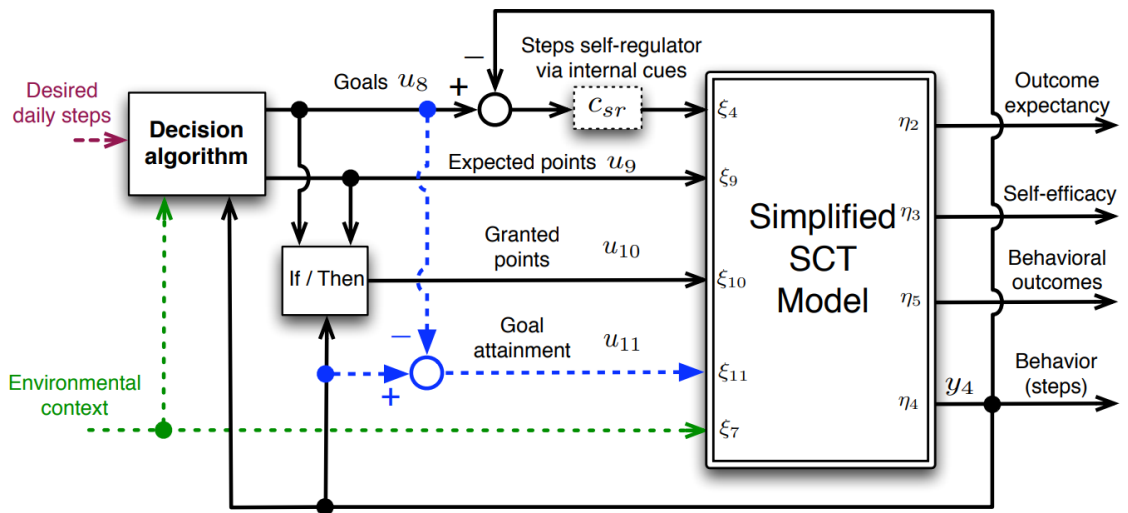 Desired
daily steps
Decision
algorithm
Goals u8
+
−
Steps self-regulator
via internal cues
csr
Expected points u9
If / Then
Granted
points
u10
−
+
Goal
attainment
u11
Environmental
context
ξ4
ξ9
ξ10
ξ11
ξ7
Simplified
SCT
Model
η2
η3
η5
η4
y4
Outcome
expectancy
Self-efficacy
Behavioral
outcomes
Behavior
(steps)